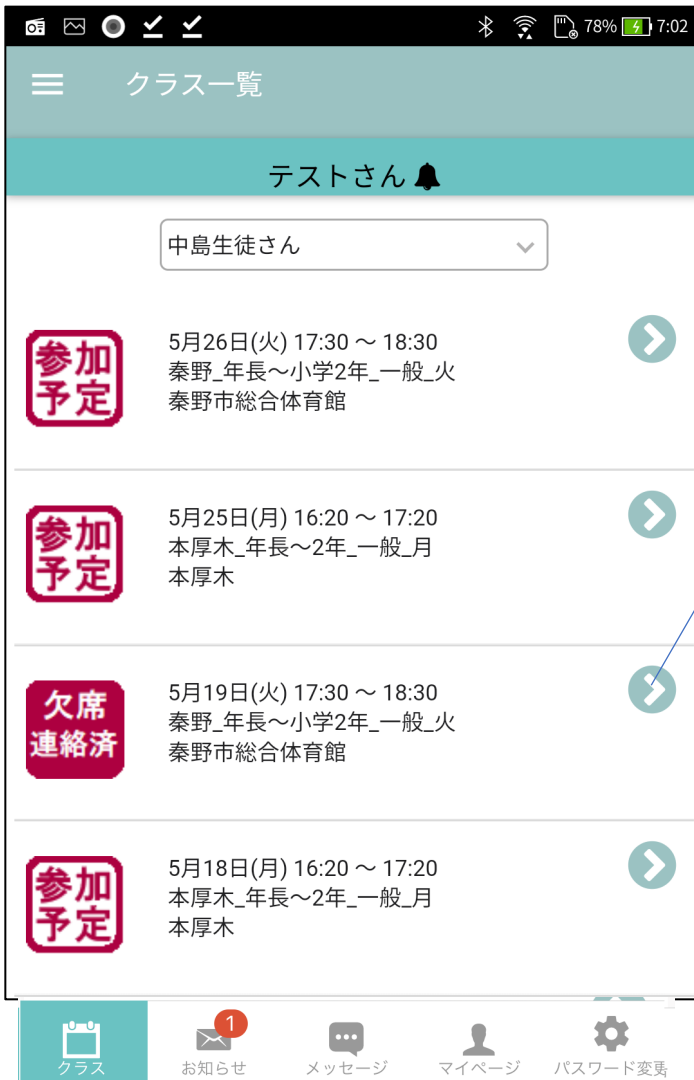 78% 7:02
クラス一覧
テストさん
中島生徒さん
参加
予定
5月26日(火) 17:30 ～ 18:30
秦野_年長～小学2年_一般_火
秦野市総合体育館
参加
予定
5月25日(月) 16:20 ～ 17:20
本厚木_年長～2年_一般_月
本厚木
欠席
連絡済
5月19日(火) 17:30 ～ 18:30
秦野_年長～小学2年_一般_火
秦野市総合体育館
参加
予定
5月18日(月) 16:20 ～ 17:20
本厚木_年長～2年_一般_月
本厚木
1
クラス お知らせ メッセージ マイページ パスワード変更